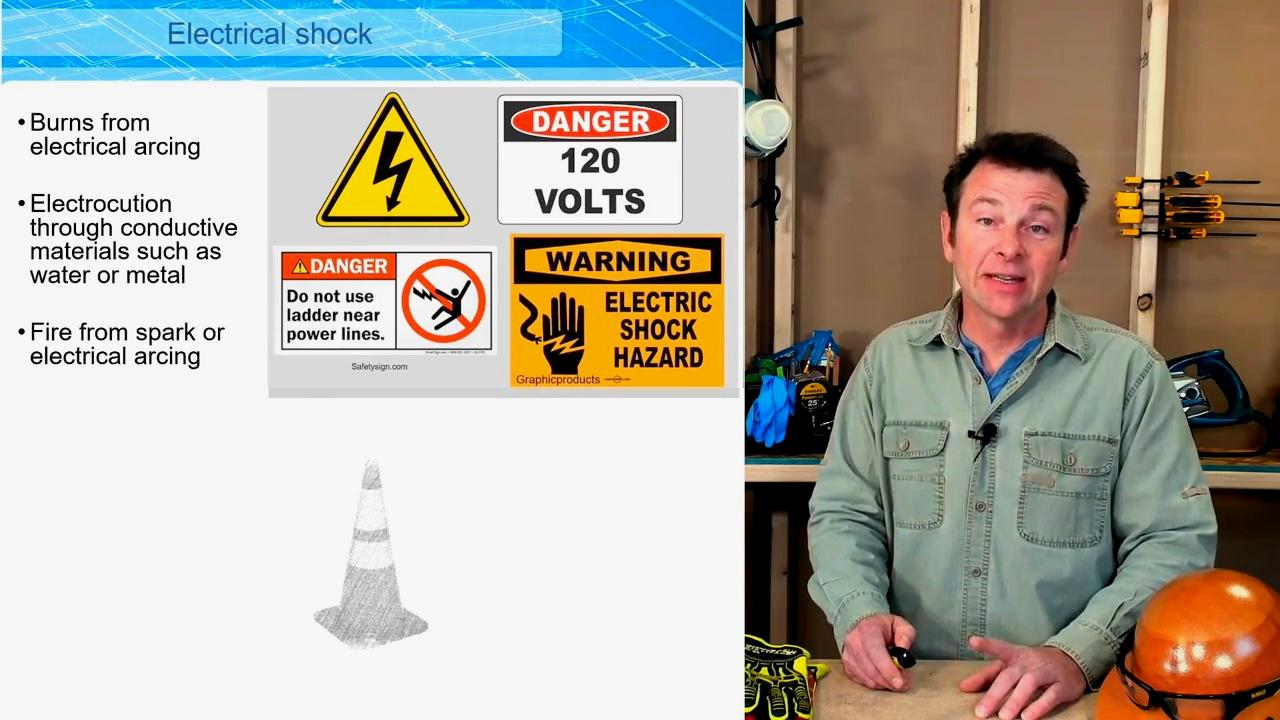 Electrical shock
• Burns from
electrical arcing
• Electrocution
through conductive
materials such as
water or metal
• Fire from spark or
electrical arcing
DANGER
120
VOLTS
DANGER
Do not use
ladder near
power lines.
Safetysign.com
WARNING
ELECTRIC
SHOCK
HAZARD
Graphicproducts
STANLEY
25'